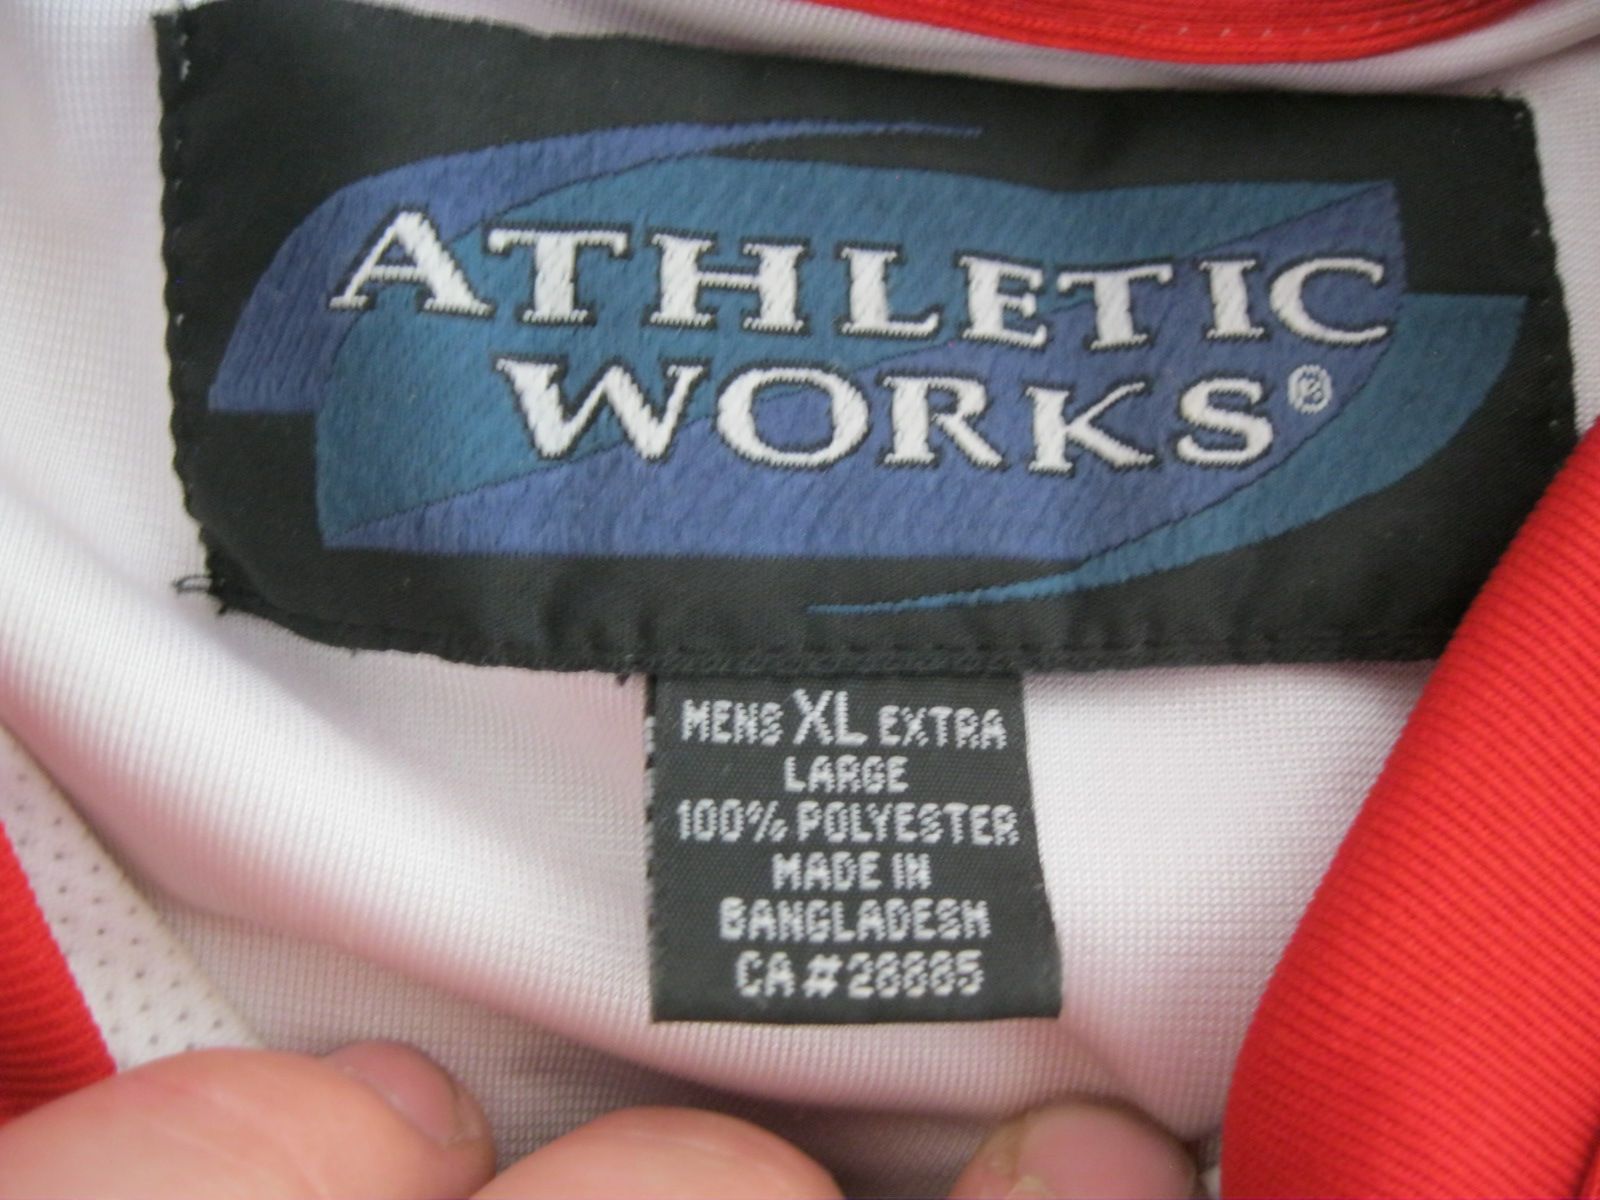 ATHLETIC
WORKS®
MENS XL EXTRA
LARGE
100% POLYESTER
MADE IN
BANGLADESH
CA#28885